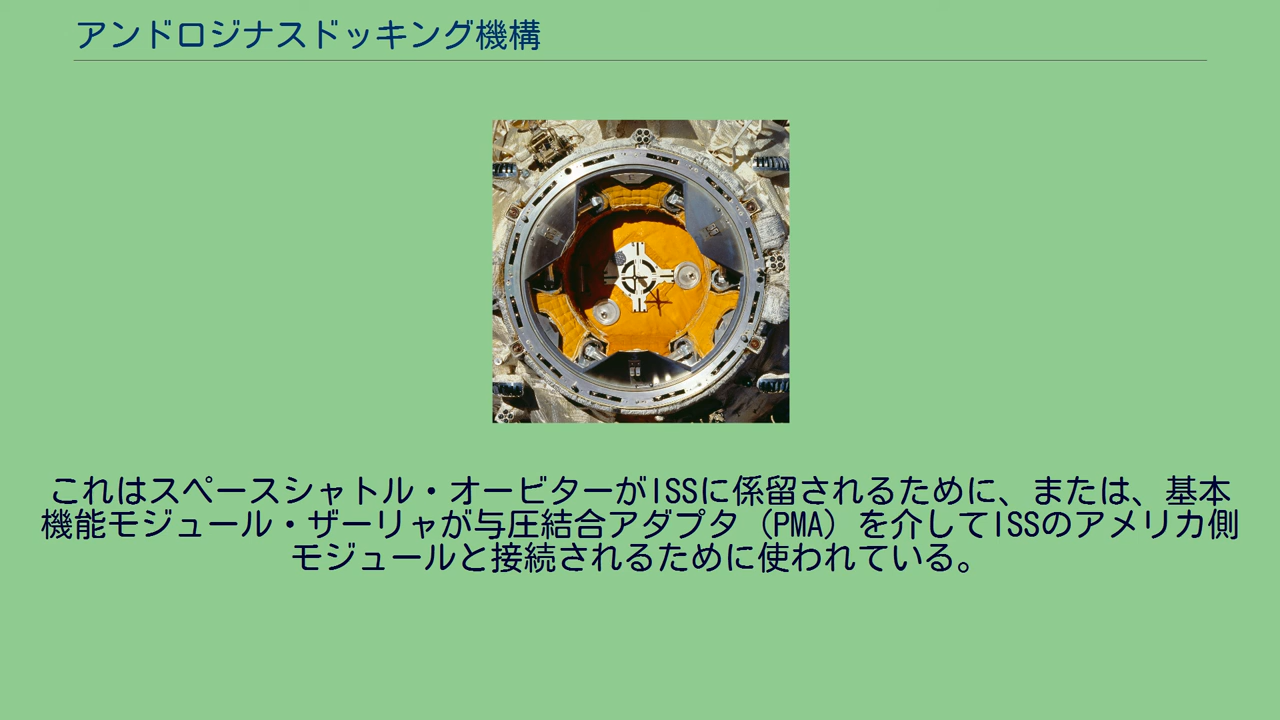 アンドロジナスドッキング機構
これはスペースシャトル・オービターがISSに係留されるために、または、基本
機能モジュール・ザーリャが与圧結合アダプタ（PMA）を介してISSのアメリカ側
モジュールと接続されるために使われている。